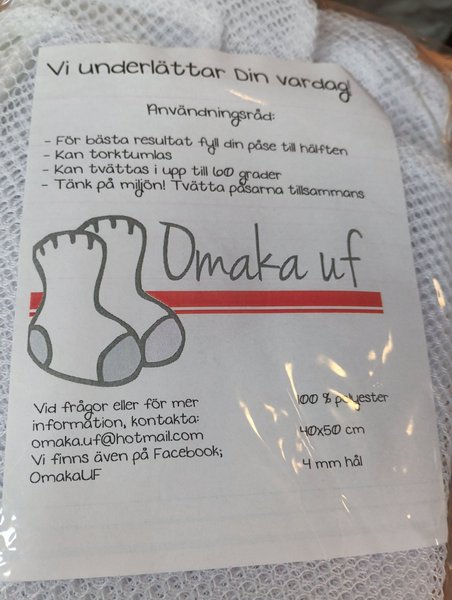 Vi underlättar Din vardag!
Användningsråd:
- För bästa resultat fyll din påse till hälften
- Kan torktumlas
- Kan tvättas i upp till 60 grader
- Tänk på miljön! Tvätta påsarna tillsammans
Omaka uf
Vid frågor eller för mer
information, kontakta:
omaka.uf@hotmail.com
Vi finns även på Facebook;
OmakaUF
100 % polyester
40x50 cm
4 mm hål